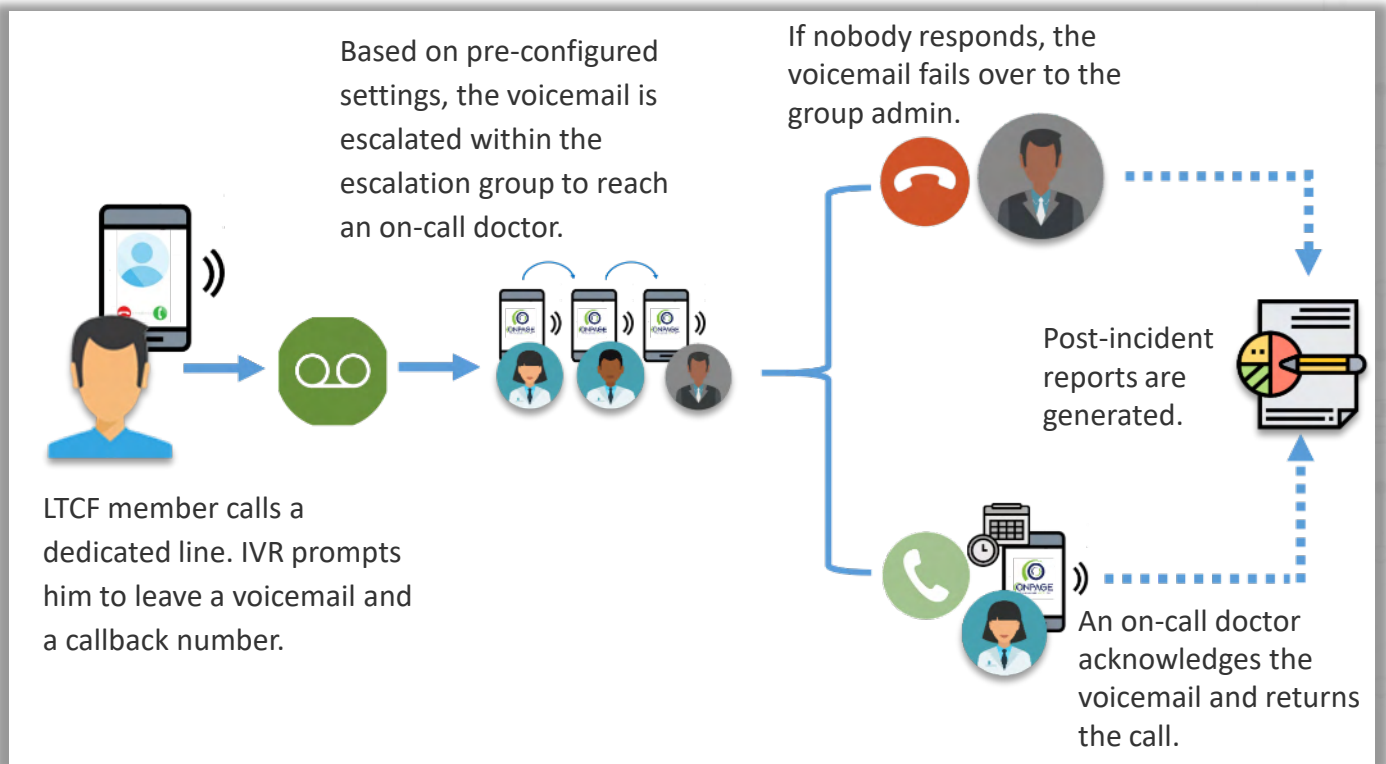 Based on pre-configured
settings, the voicemail is
escalated within the
escalation group to reach
an on-call doctor.
If nobody responds, the
voicemail fails over to the
group admin.
ONPAGE
ONPAGE
ONPAGE
Post-incident
reports are
generated.
LTCF member calls a
dedicated line. IVR prompts
him to leave a voicemail and
a callback number.
ONPAGE
An on-call doctor
acknowledges the
voicemail and returns
the call.